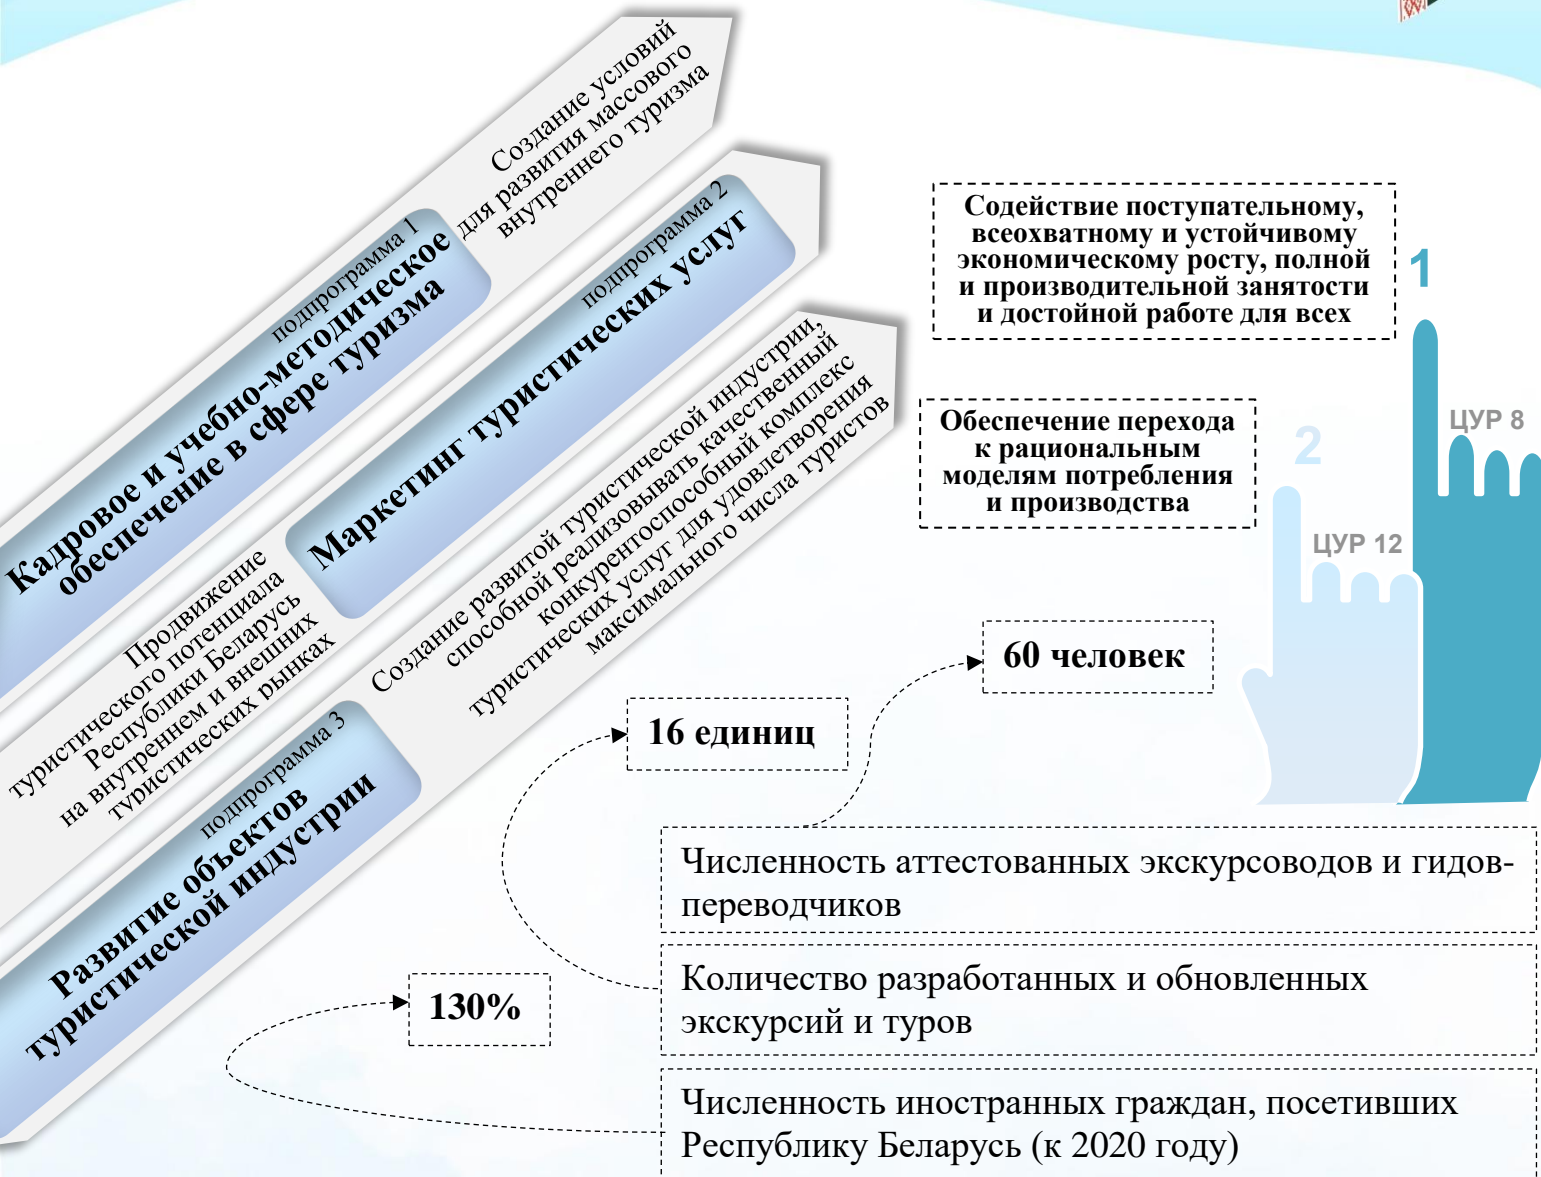 Создание условий
для развития массового
внутреннего туризма
подпрограмма 1
Кадровое и учебно-методическое
обеспечение в сфере туризма
подпрограмма 2
Маркетинг туристических услуг
Продвижение
туристического потенциала
Республики Беларусь
на внутреннем и внешних
туристических рынках
Создание развитой туристической индустрии,
способной реализовывать качественный
конкурентоспособный комплекс
туристических услуг для удовлетворения
максимального числа туристов
подпрограмма 3
Развитие объектов
туристической индустрии
Содействие поступательному,
всеохватному и устойчивому
экономическому росту, полной
и производительной занятости
и достойной работе для всех
1
ЦУР 8
Обеспечение перехода
к рациональным
моделям потребления
и производства
2
ЦУР 12
60 человек
16 единиц
130%
Численность аттестованных экскурсоводов и гидов-
переводчиков
Количество разработанных и обновленных
экскурсий и туров
Численность иностранных граждан, посетивших
Республику Беларусь (к 2020 году)